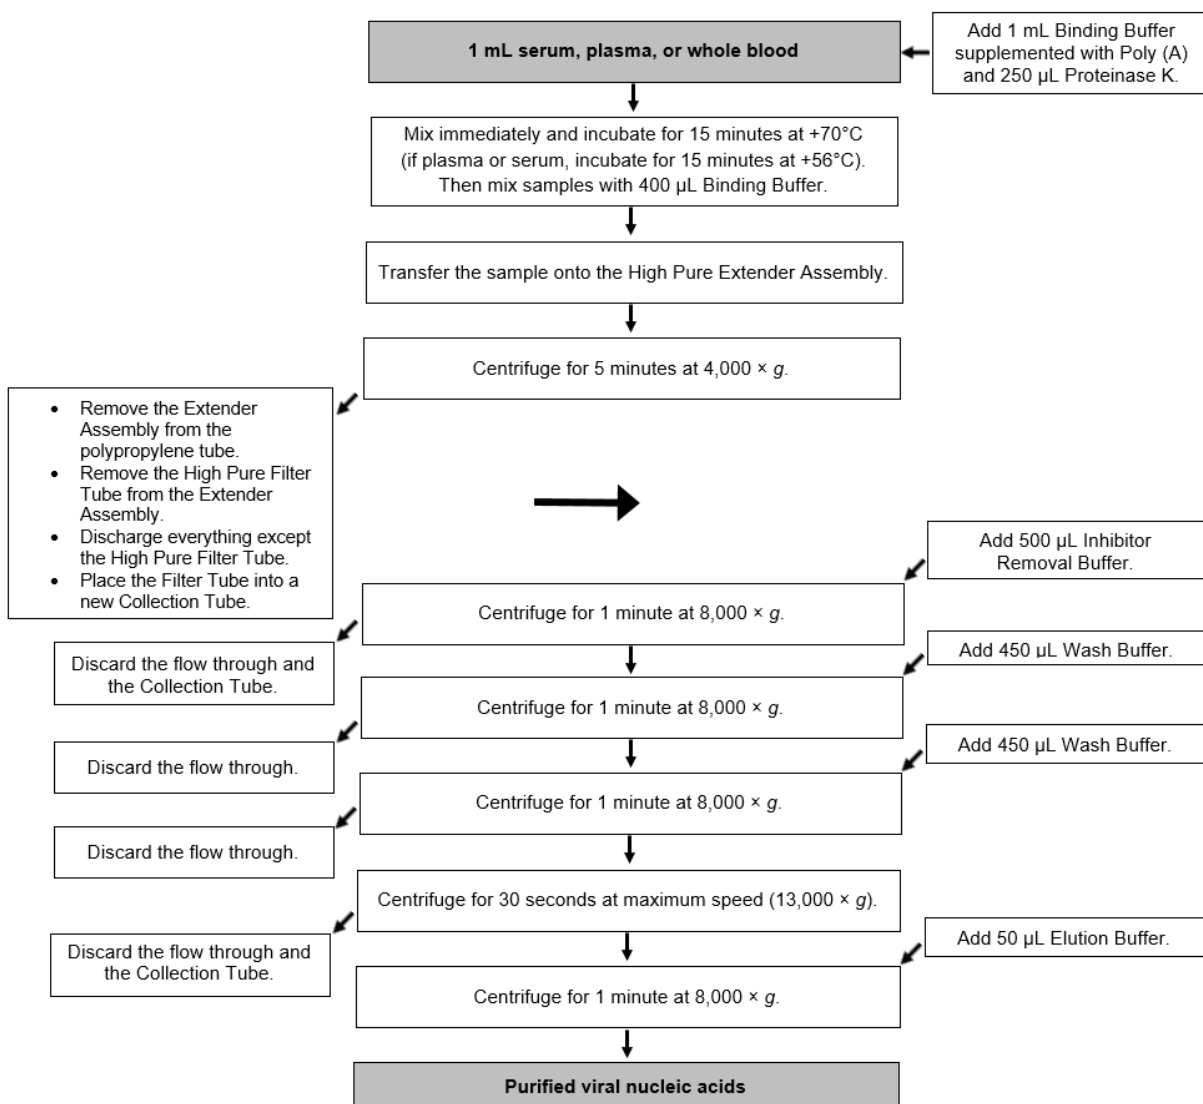 1 mL serum, plasma, or whole blood
Add 1 mL Binding Buffer
supplemented with Poly (A)
and 250 µL Proteinase K.
Mix immediately and incubate for 15 minutes at +70°C
(if plasma or serum, incubate for 15 minutes at +56°C).
Then mix samples with 400 µL Binding Buffer.
Transfer the sample onto the High Pure Extender Assembly.
Centrifuge for 5 minutes at 4,000 × g.
• Remove the Extender
Assembly from the
polypropylene tube.
• Remove the High Pure Filter
Tube from the Extender
Assembly.
• Discharge everything except
the High Pure Filter Tube.
• Place the Filter Tube into a
new Collection Tube.
Add 500 µL Inhibitor
Removal Buffer.
Centrifuge for 1 minute at 8,000 × g.
Discard the flow through and
the Collection Tube.
Add 450 µL Wash Buffer.
Centrifuge for 1 minute at 8,000 × g.
Discard the flow through.
Add 450 µL Wash Buffer.
Centrifuge for 1 minute at 8,000 × g.
Discard the flow through.
Centrifuge for 30 seconds at maximum speed (13,000 × g).
Discard the flow through and
the Collection Tube.
Add 50 µL Elution Buffer.
Centrifuge for 1 minute at 8,000 × g.
Purified viral nucleic acids